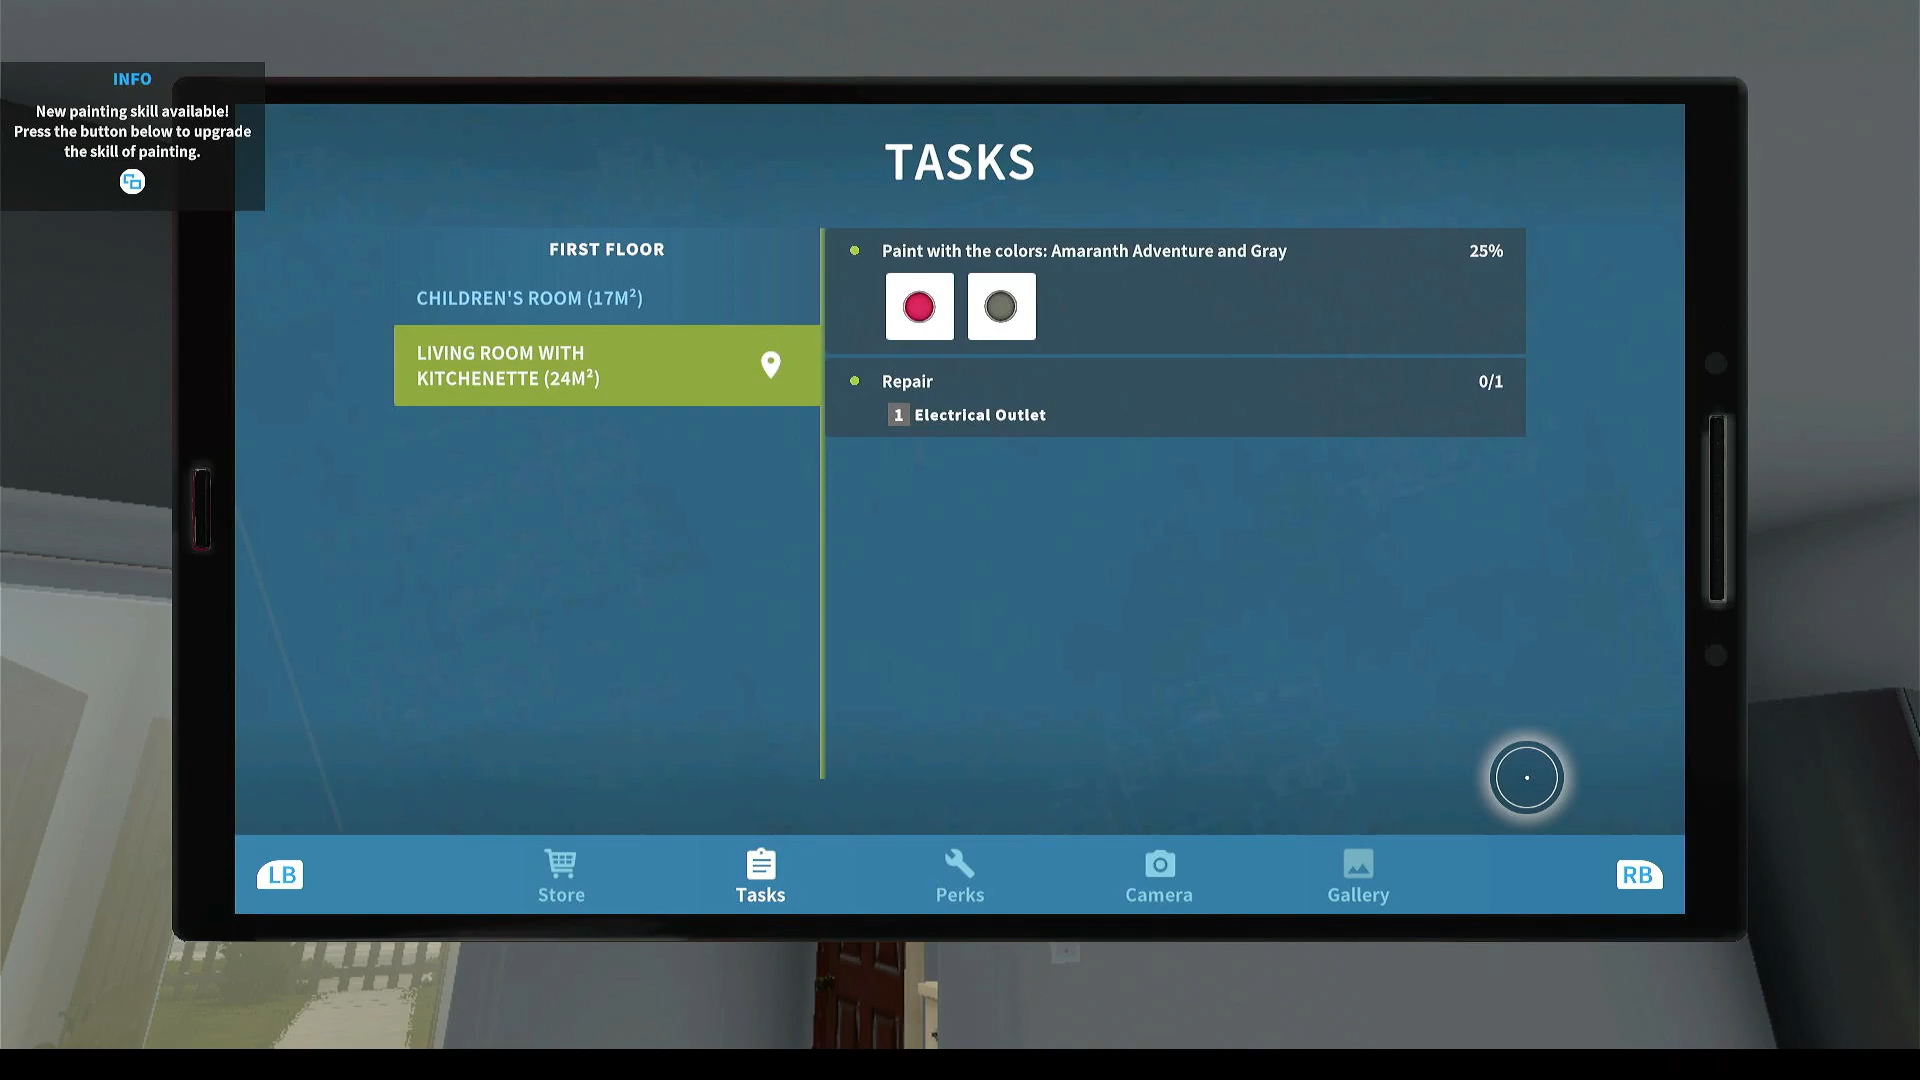 INFO
New painting skill available!
Press the button below to upgrade
the skill of painting.
TASKS
FIRST FLOOR
CHILDREN'S ROOM (17M²)
LIVING ROOM WITH
KITCHENETTE (24M²)
Paint with the colors: Amaranth Adventure and Gray 25%
Repair 0/1
1 Electrical Outlet
LB
Store
Tasks
Perks
Camera
Gallery
RB